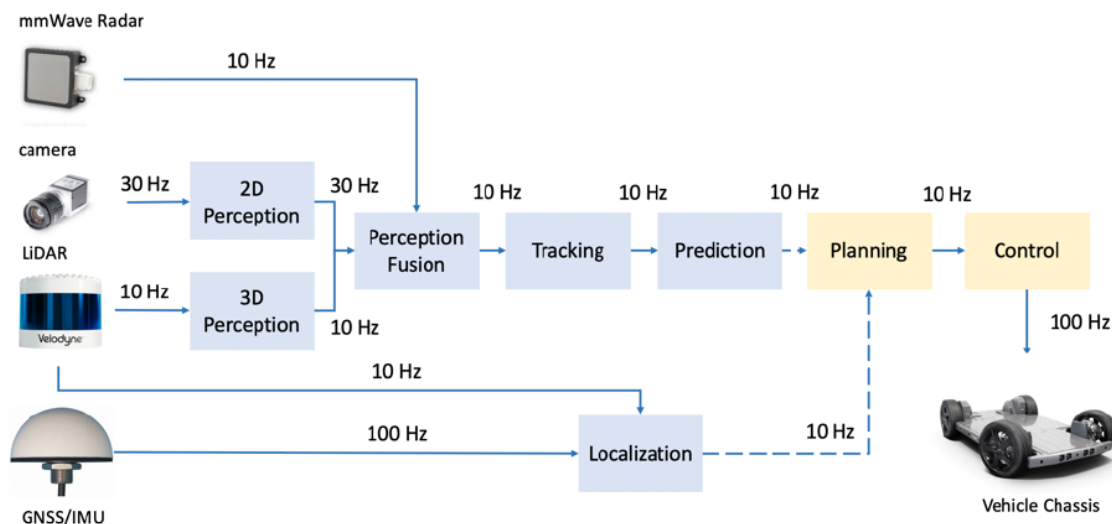 mmWave Radar
10 Hz
camera
30 Hz
2D
Perception
30 Hz
LiDAR
10 Hz
3D
Perception
10 Hz
Velodyne
Perception
Fusion
10 Hz
Tracking
10 Hz
Prediction
10 Hz
Planning
10 Hz
Control
100 Hz
10 Hz
100 Hz
Localization
10 Hz
GNSS/IMU
Vehicle Chassis